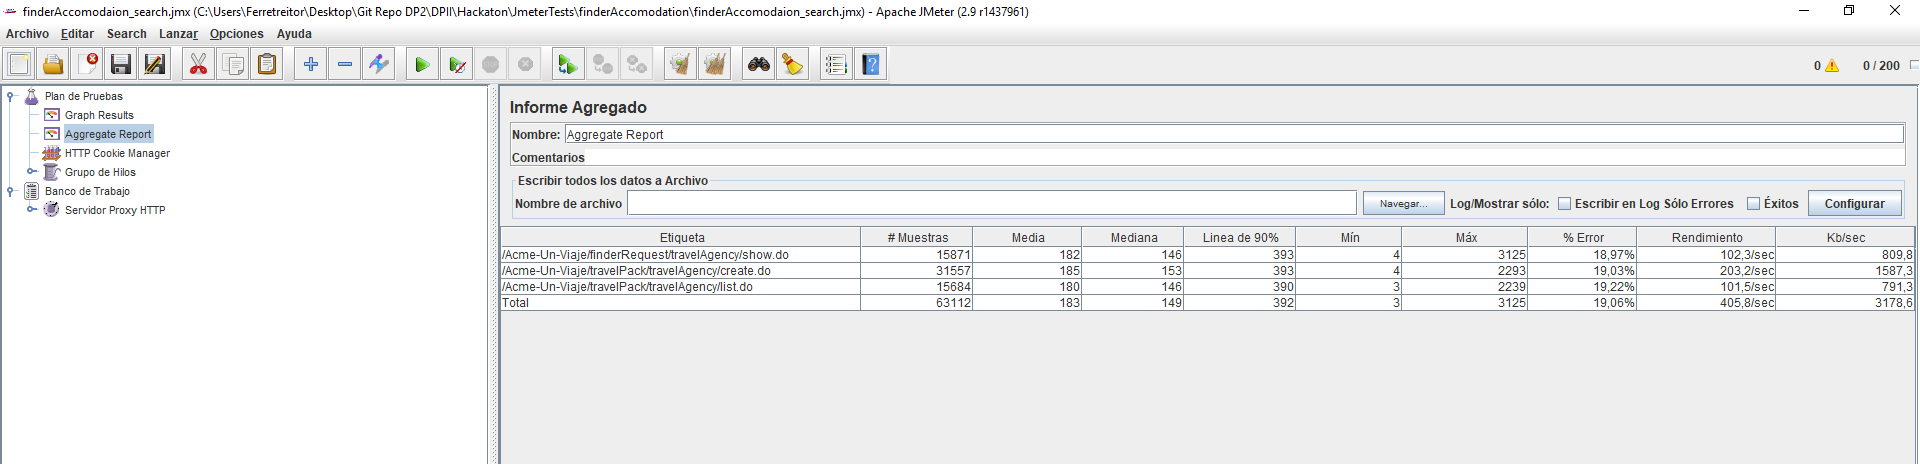 finderAccomodaion_search.jmx (C:\Users\Ferretreitor\Desktop\Git Repo DP2\DPII\Hackaton\JmeterTests\finderAccomodation\finderAccomodaion_search.jmx) - Apache JMeter (2.9 r1437961)
Archivo Editar Search Lanzar Opciones Ayuda
0 0 / 200
Plan de Pruebas
Graph Results
Aggregate Report
HTTP Cookie Manager
Grupo de Hilos
Banco de Trabajo
Servidor Proxy HTTP
Informe Agregado
Nombre: Aggregate Report
Comentarios
Escribir todos los datos a Archivo
Nombre de archivo Navegar... Log/Mostrar sólo: Escribir en Log Sólo Errores Éxitos Configurar
Etiqueta # Muestras Media Mediana Linea de 90% Mín Máx % Error Rendimiento Kb/sec
/Acme-Un-Viaje/finderRequest/travelAgency/show.do 15871 182 146 393 4 3125 18,97% 102,3/sec 809,8
/Acme-Un-Viaje/travelPack/travelAgency/create.do 31557 185 153 393 4 2293 19,03% 203,2/sec 1587,3
/Acme-Un-Viaje/travelPack/travelAgency/list.do 15684 180 146 390 3 2239 19,22% 101,5/sec 791,3
Total 63112 183 149 392 3 3125 19,06% 405,8/sec 3178,6